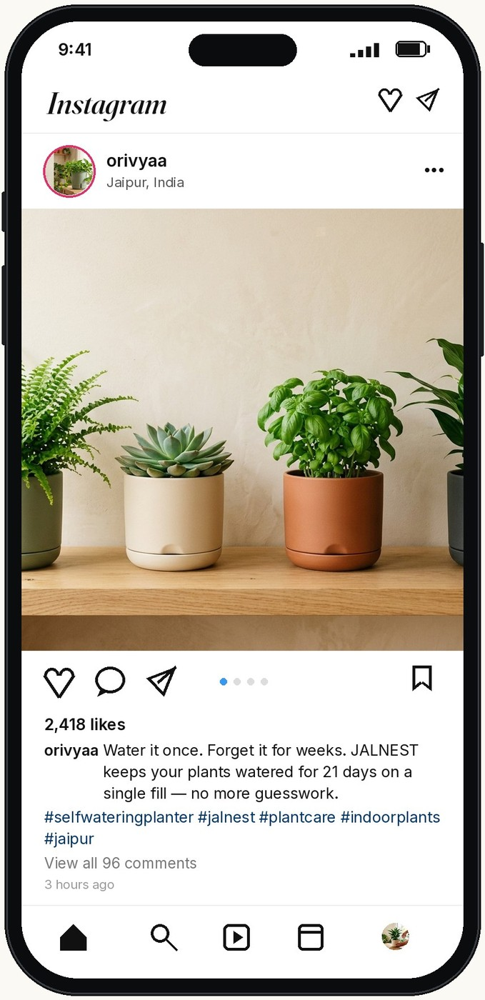 9:41
Instagram
orivyaa
Jaipur, India
2,418 likes
orivyaa Water it once. Forget it for weeks. JALNEST
keeps your plants watered for 21 days on a
single fill — no more guesswork.
#selfwateringplanter #jalnest #plantcare #indoorplants
#jaipur
View all 96 comments
3 hours ago